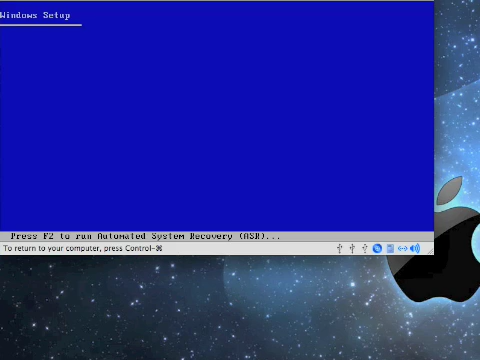 Windows Setup
Press F2 to run Automated System Recovery (ASR)...
To return to your computer, press Control-⌘